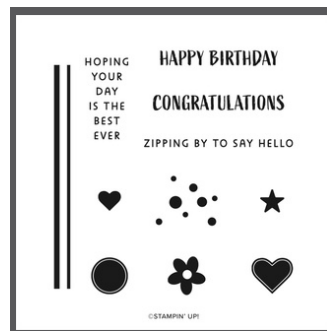 HOPING
YOUR
DAY
IS THE
BEST
EVER
HAPPY BIRTHDAY
CONGRATULATIONS
ZIPPING BY TO SAY HELLO
©STAMPIN' UP!